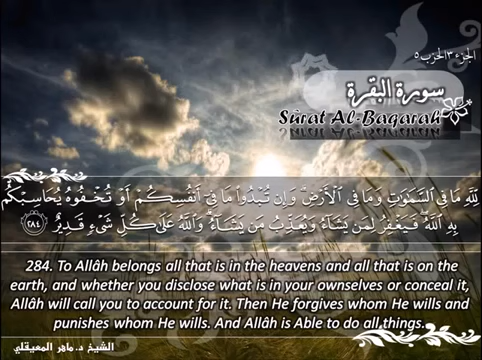 الجزء ٣ الحزب ٥
سورة البقرة
Sûrat Al-Baqarah
لِلَّهِ مَا فِي السَّمَاوَاتِ وَمَا فِي الْأَرْضِ وَإِن تُبْدُوا مَا فِي أَنفُسِكُمْ أَوْ تُخْفُوهُ يُحَاسِبْكُم
بِهِ اللَّهُ فَيَغْفِرُ لِمَن يَشَاءُ وَيُعَذِّبُ مَن يَشَاءُ وَاللَّهُ عَلَىٰ كُلِّ شَيْءٍ قَدِيرٌ ٢٨٤
284. To Allâh belongs all that is in the heavens and all that is on the
earth, and whether you disclose what is in your ownselves or conceal it,
Allâh will call you to account for it. Then He forgives whom He wills and
punishes whom He wills. And Allâh is Able to do all things.
الشيخ د. ماهر المعيقلي